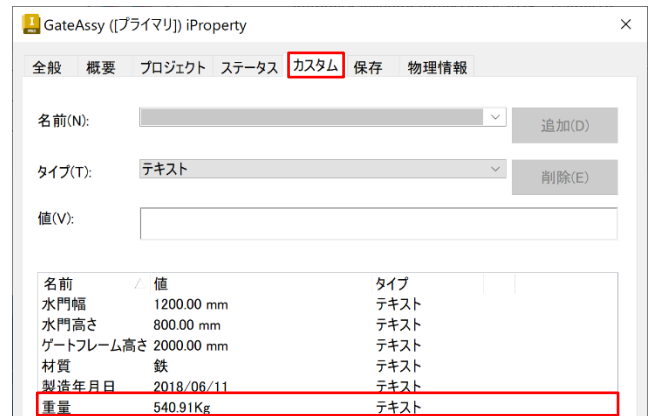 GateAssy ([プライマリ]) iProperty
全般 概要 プロジェクト ステータス カスタム 保存 物理情報
名前(N): 追加(D)
タイプ(T): テキスト 削除(E)
値(V):
名前 値 タイプ
水門幅 1200.00 mm テキスト
水門高さ 800.00 mm テキスト
ゲートフレーム高さ 2000.00 mm テキスト
材質 鉄 テキスト
製造年月日 2018/06/11 テキスト
重量 540.91Kg テキスト